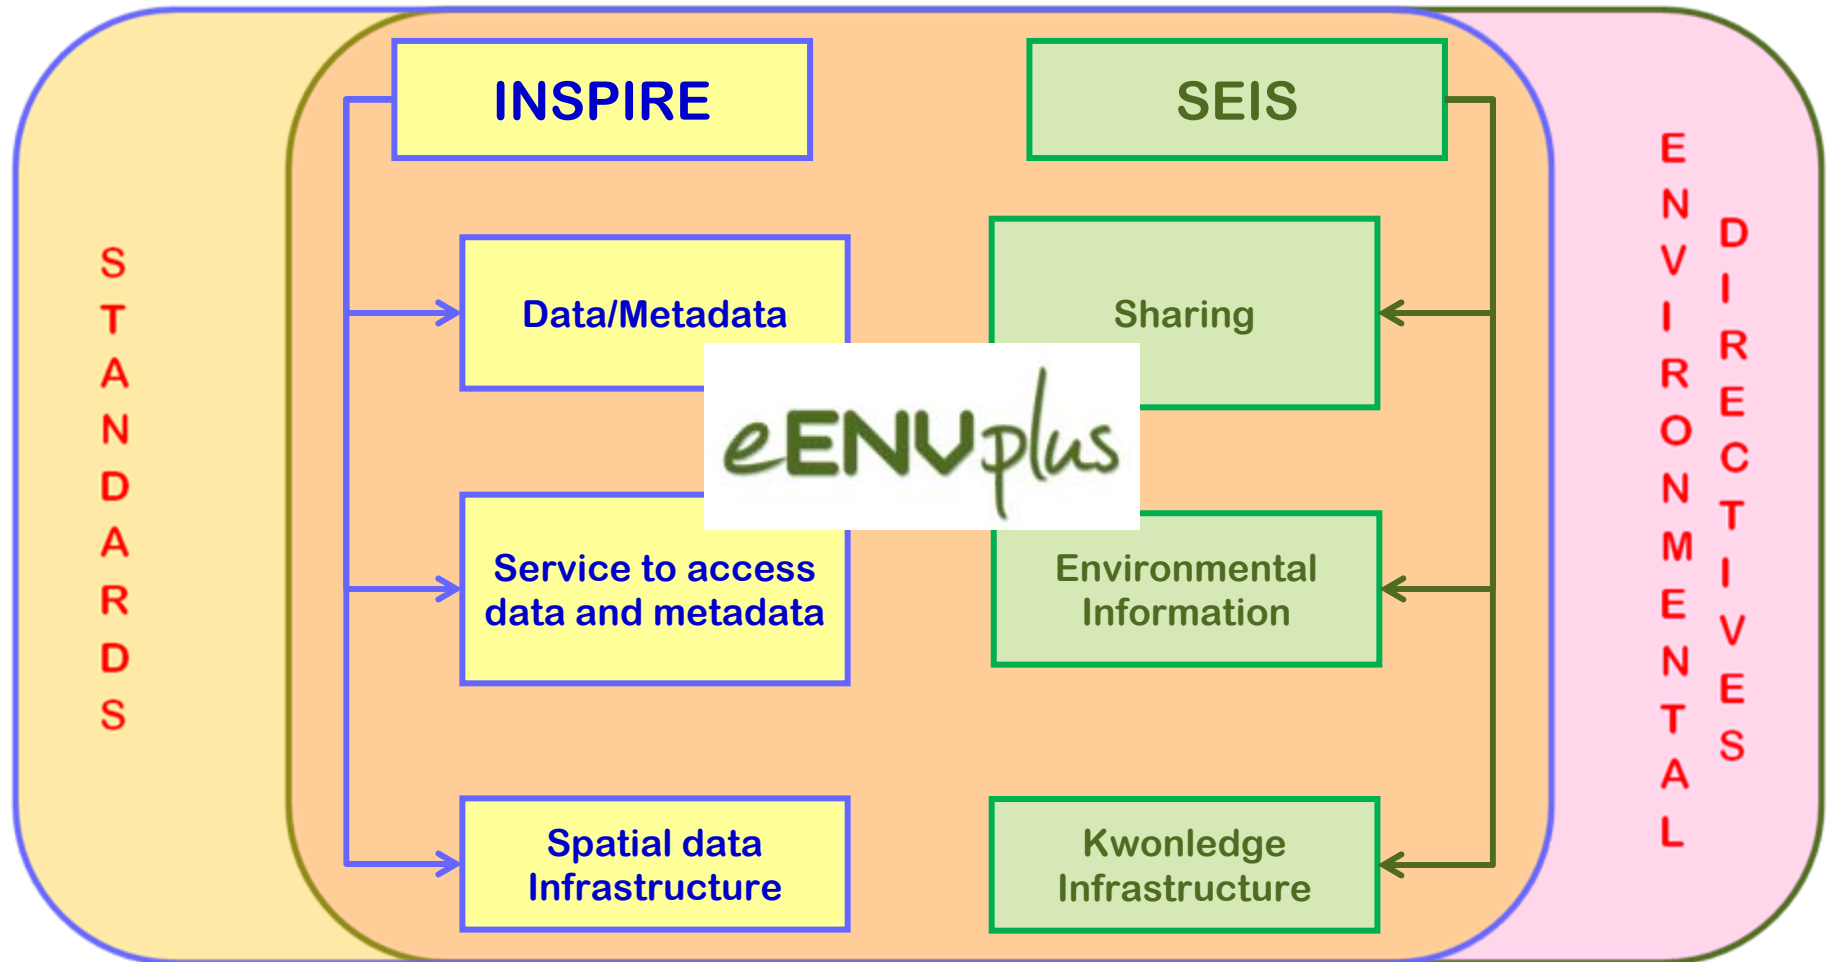 INSPIRE
SEIS
STANDARDS
Data/Metadata
Sharing
eENVplus
Service to access
data and metadata
Environmental
Information
Spatial data
Infrastructure
Kwonledge
Infrastructure
ENVIRONMENTAL
DIRECTIVES